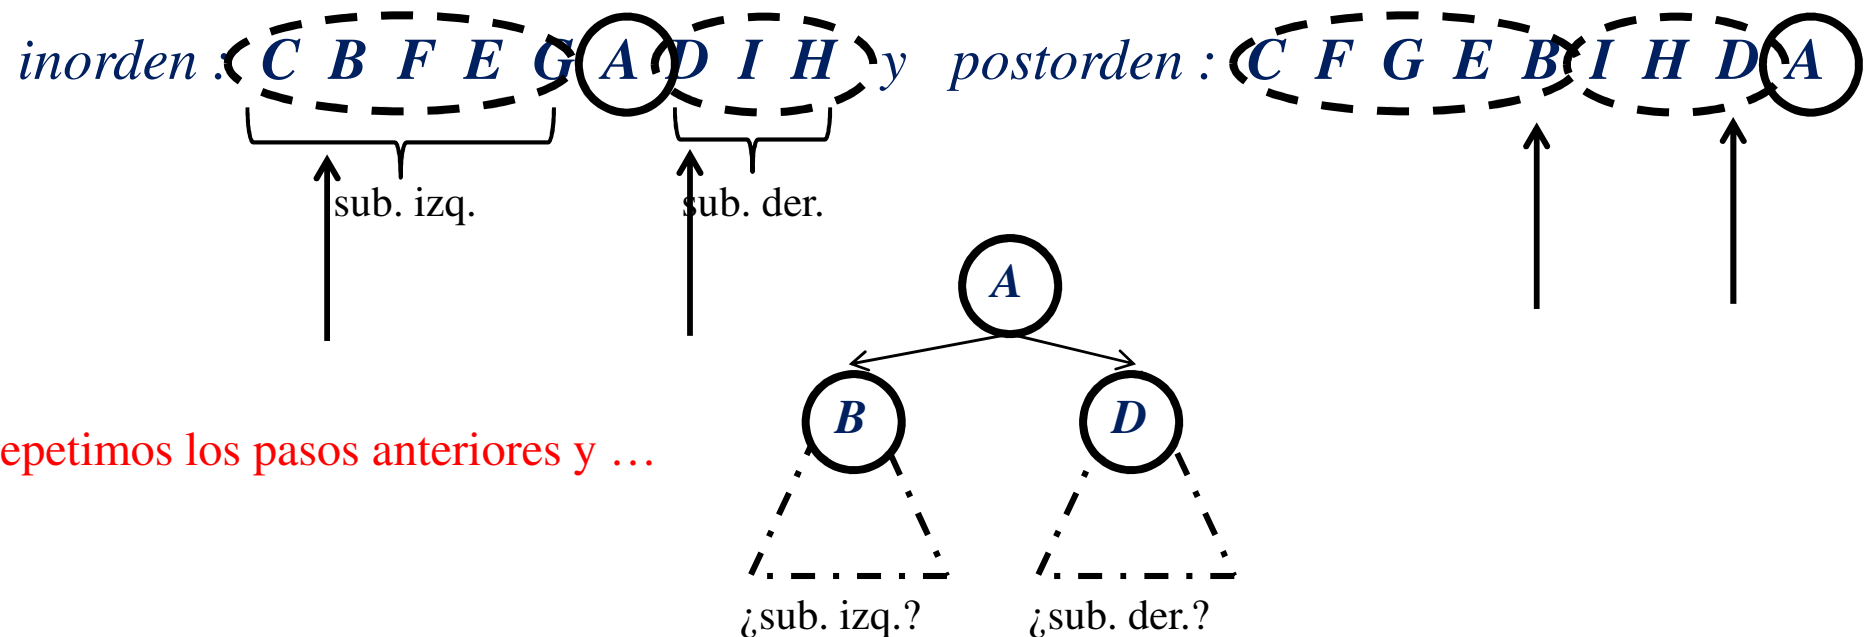 inorden : C B F E G A D I H y postorden : C F G E B I H D A
sub. izq. sub. der.
A
B D
epetimos los pasos anteriores y …
¿sub. izq.? ¿sub. der.?